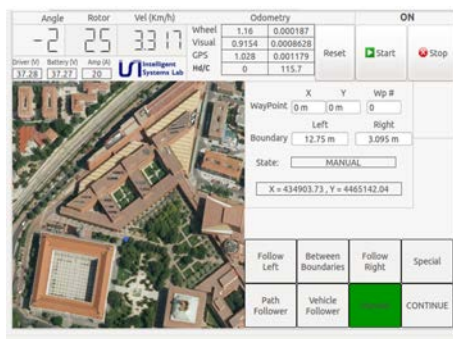 Angle Rotor Vel (Km/h) Odometry ON
-2 25 3.317
Wheel 1.16 0.000187
Visual 0.9154 0.0008628
GPS 1.028 0.001179
Hd/C 0 115.7
Reset Start Stop
Driver (V) Battery (V) Amp (A)
37.28 37.27 20
Intelligent
Systems Lab
X Y Wp #
WayPoint 0 m 0 m 0
Left Right
Boundary 12.75 m 3.095 m
State: MANUAL
X = 434903.73 , Y = 4465142.04
Follow Left Between Boundaries Follow Right Special
Path Follower Vehicle Follower CONTINUE